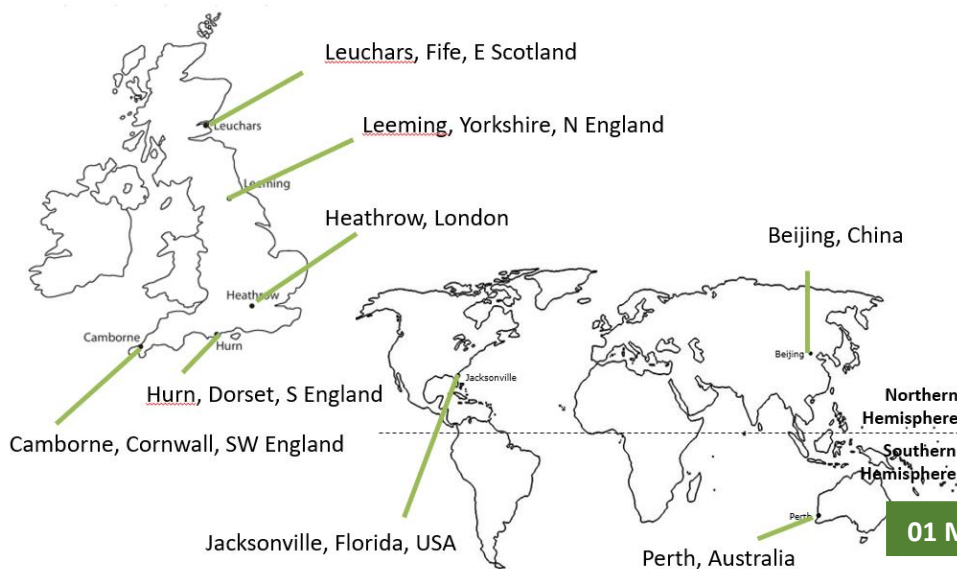 Leuchars, Fife, E Scotland
Leuchars
Leeming, Yorkshire, N England
Leeming
Heathrow, London
Heathrow
Camborne
Hurn
Hurn, Dorset, S England
Camborne, Cornwall, SW England
Beijing, China
Beijing
Jacksonville
Northern
Hemisphere
Southern
Hemisphere
Perth
Jacksonville, Florida, USA
Perth, Australia
01 M